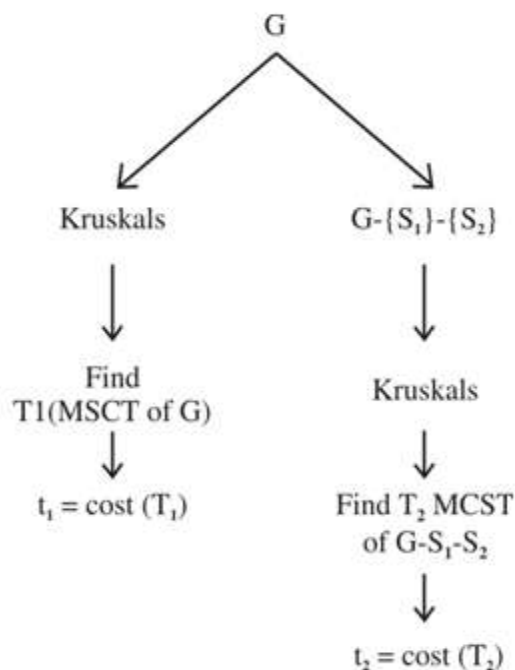 G
Kruskals
G-{S₁}-{S₂}
Find
T1(MSCT of G)
t₁ = cost (T₁)
Kruskals
Find T₂ MCST
of G-S₁-S₂
t₂ = cost (T₂)